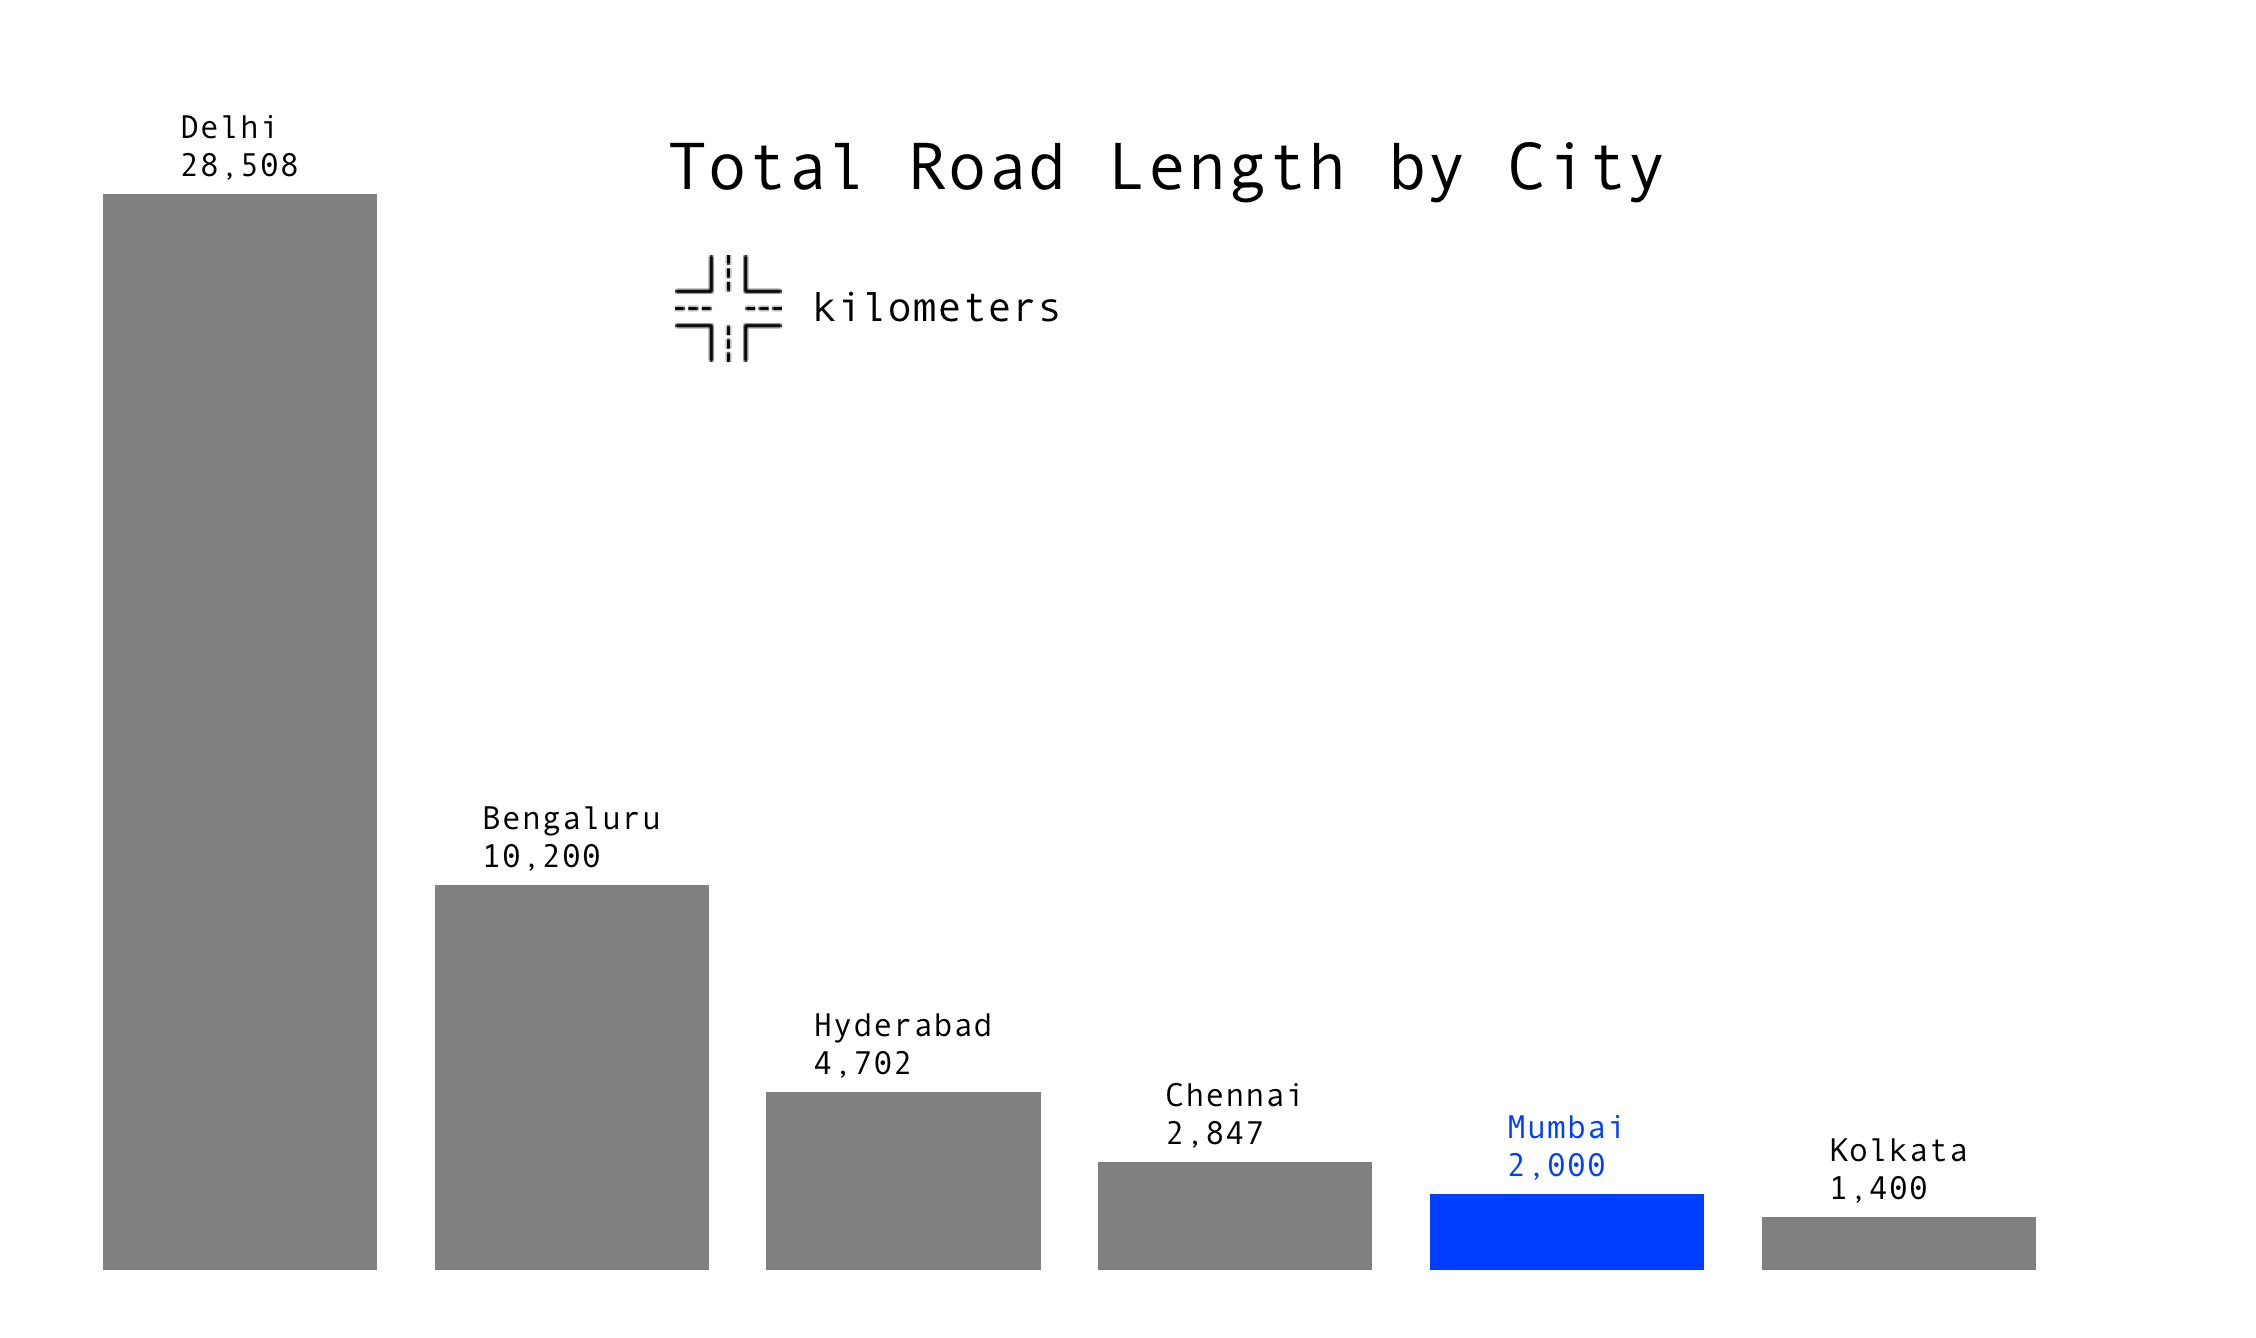 Total Road Length by City
kilometers
Delhi
28,508
Bengaluru
10,200
Hyderabad
4,702
Chennai
2,847
Mumbai
2,000
Kolkata
1,400